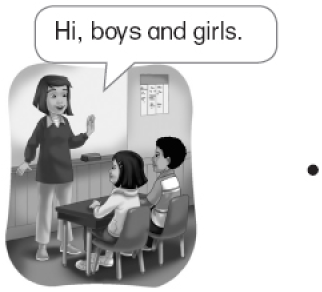 Hi, boys and girls.